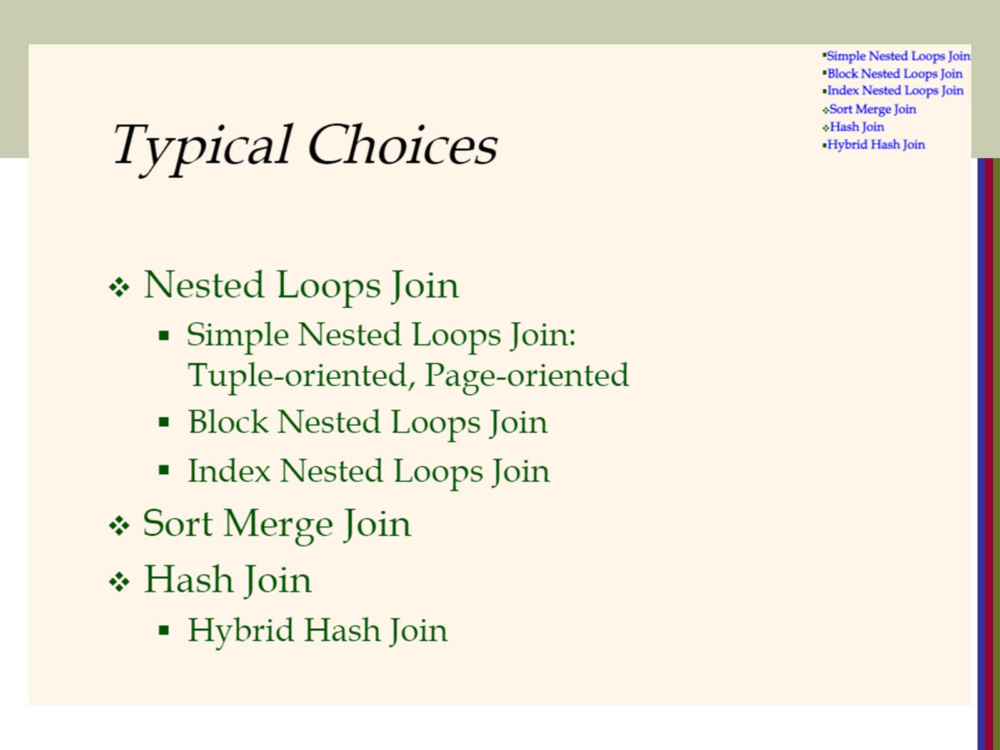 ▪Simple Nested Loops Join
▪Block Nested Loops Join
▪Index Nested Loops Join
❖Sort Merge Join
❖Hash Join
▪Hybrid Hash Join
Typical Choices
❖ Nested Loops Join
▪ Simple Nested Loops Join:
Tuple-oriented, Page-oriented
▪ Block Nested Loops Join
▪ Index Nested Loops Join
❖ Sort Merge Join
❖ Hash Join
▪ Hybrid Hash Join